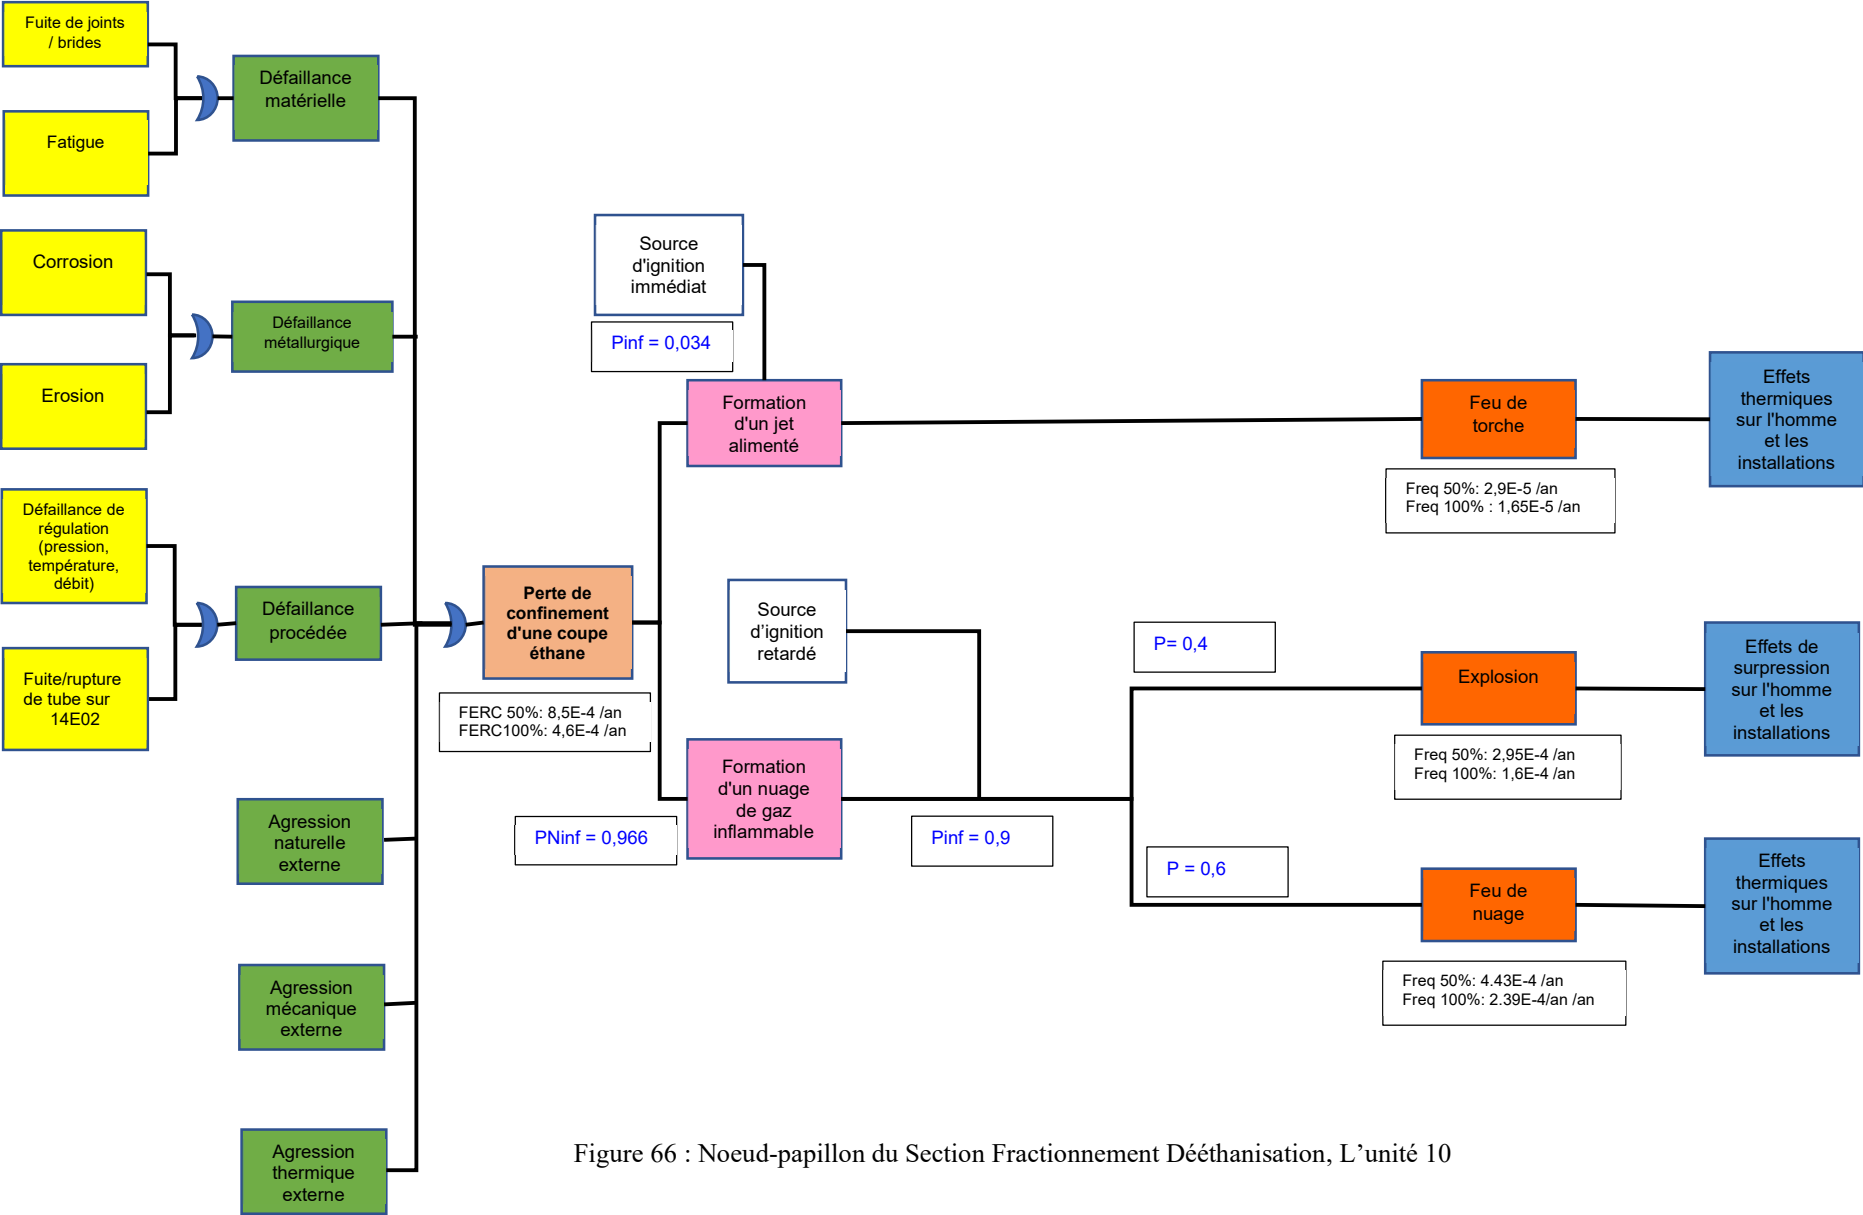 Fuite de joints
/ brides
Fatigue
Défaillance
matérielle
Corrosion
Erosion
Défaillance
métallurgique
Défaillance de
régulation
(pression,
température,
débit)
Fuite/rupture
de tube sur
14E02
Défaillance
procédée
Agression
naturelle
externe
Agression
mécanique
externe
Agression
thermique
externe
Perte de
confinement
d'une coupe
éthane
FERC 50%: 8,5E-4 /an
FERC100%: 4,6E-4 /an
Source
d'ignition
immédiat
Pinf = 0,034
Formation
d'un jet
alimenté
Source
d’ignition
retardé
Formation
d'un nuage
de gaz
inflammable
PNinf = 0,966
Pinf = 0,9
P= 0,4
P = 0,6
Feu de
torche
Freq 50%: 2,9E-5 /an
Freq 100% : 1,65E-5 /an
Effets
thermiques
sur l'homme
et les
installations
Explosion
Freq 50%: 2,95E-4 /an
Freq 100%: 1,6E-4 /an
Effets de
surpression
sur l'homme
et les
installations
Feu de
nuage
Freq 50%: 4.43E-4 /an
Freq 100%: 2.39E-4/an /an
Effets
thermiques
sur l'homme
et les
installations
Figure 66 : Noeud-papillon du Section Fractionnement Dééthanisation, L’unité 10